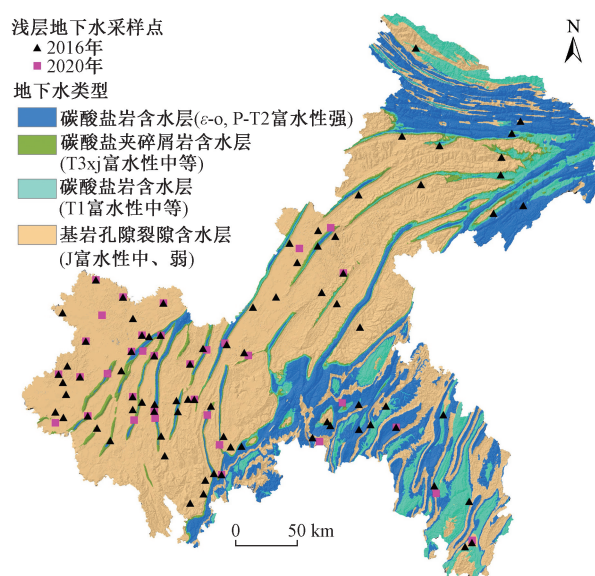 浅层地下水采样点
2016年
2020年
地下水类型
碳酸盐岩含水层(ε-o, P-T2富水性强)
碳酸盐夹碎屑岩含水层
(T3xj富水性中等)
碳酸盐岩含水层
(T1富水性中等)
基岩孔隙裂隙含水层
(J富水性中、弱)
N
0 50 km